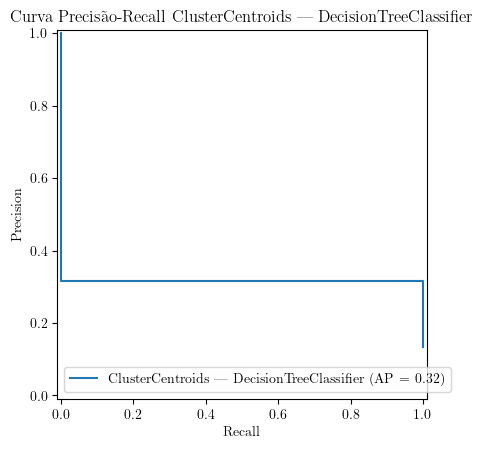 Curva Precisão-Recall ClusterCentroids — DecisionTreeClassifier
1.0
0.8
0.6
0.4
0.2
0.0
Precision
ClusterCentroids — DecisionTreeClassifier (AP = 0.32)
0.0 0.2 0.4 0.6 0.8 1.0
Recall